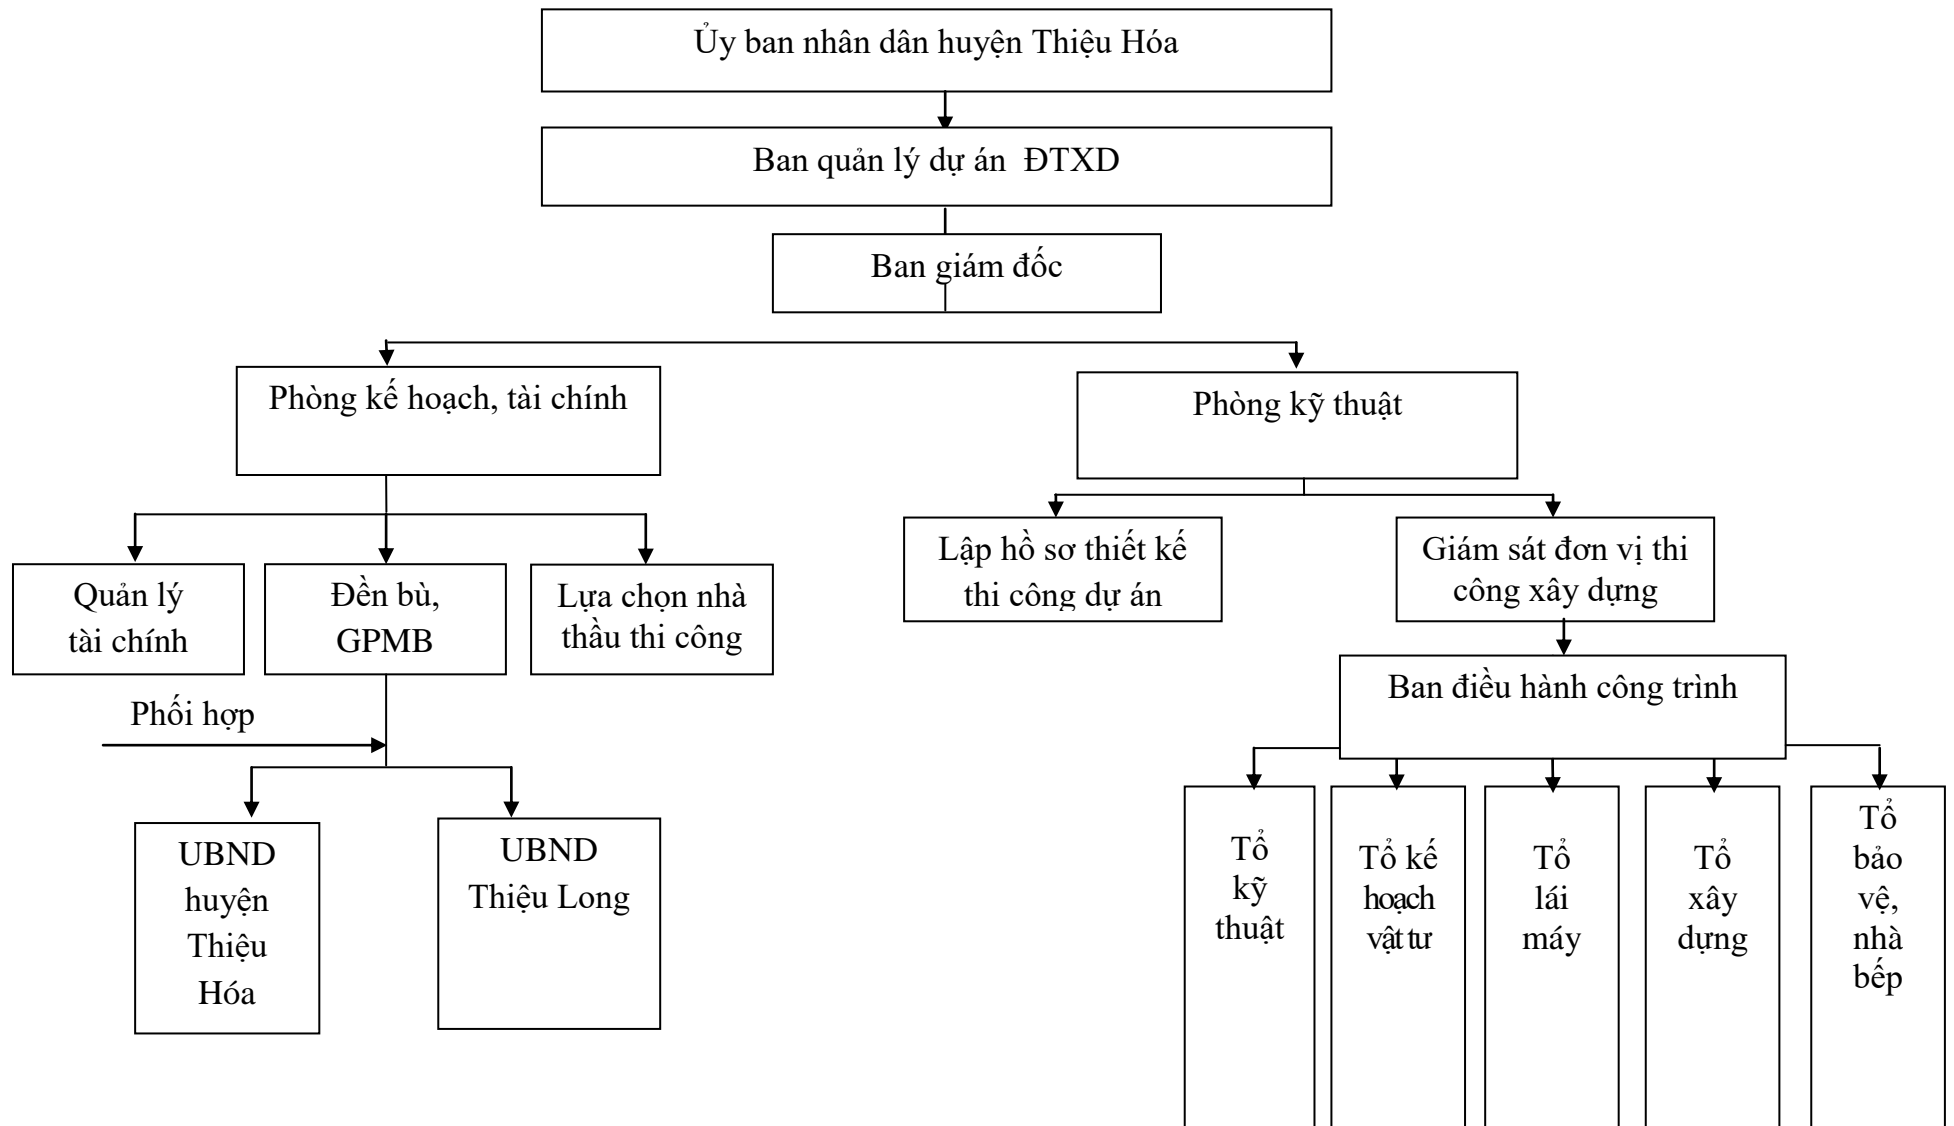 Ủy ban nhân dân huyện Thiệu Hóa
Ban quản lý dự án ĐTXD
Ban giám đốc
Phòng kế hoạch, tài chính
Phòng kỹ thuật
Quản lý
tài chính
Đền bù,
GPMB
Lựa chọn nhà
thầu thi công
Lập hồ sơ thiết kế
thi công dự án
Giám sát đơn vị thi
công xây dựng
Ban điều hành công trình
Phối hợp
UBND
huyện
Thiệu
Hóa
UBND
Thiệu Long
Tổ
kỹ
thuật
Tổ kế
hoạch
vật tư
Tổ
lái
máy
Tổ
xây
dựng
Tổ
bảo
vệ,
nhà
bếp